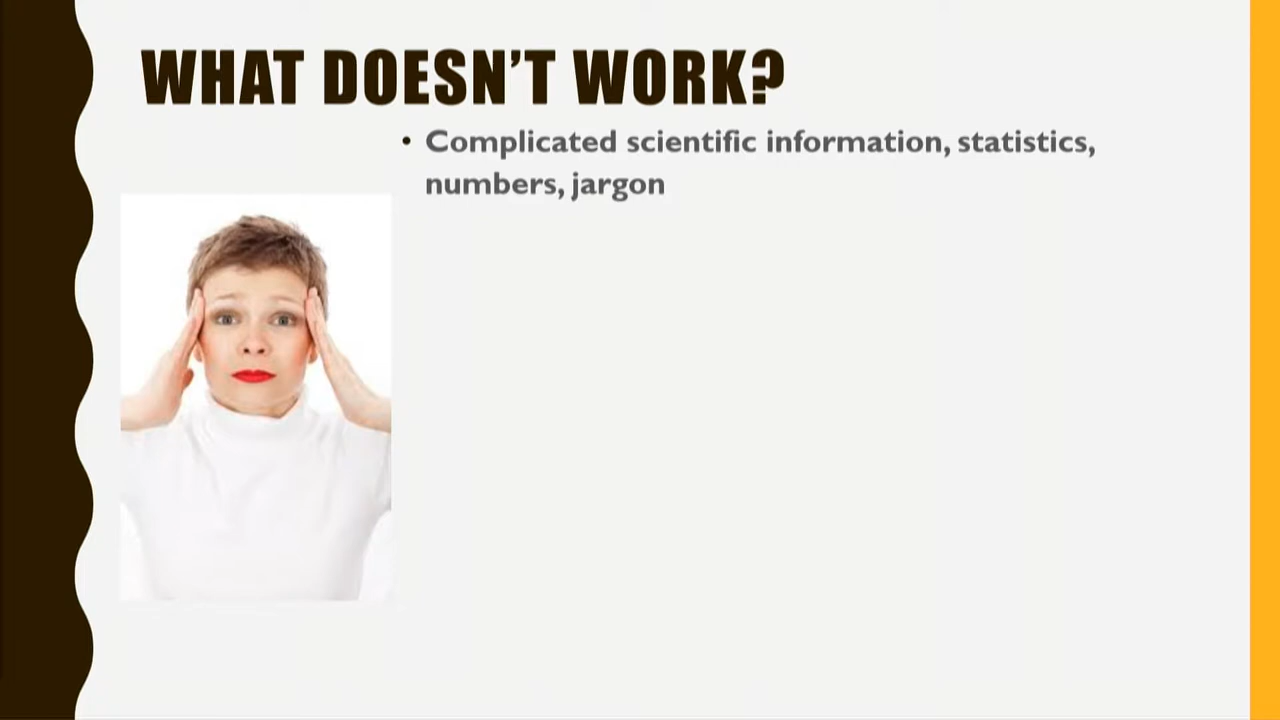 WHAT DOESN'T WORK?
• Complicated scientific information, statistics,
numbers, jargon